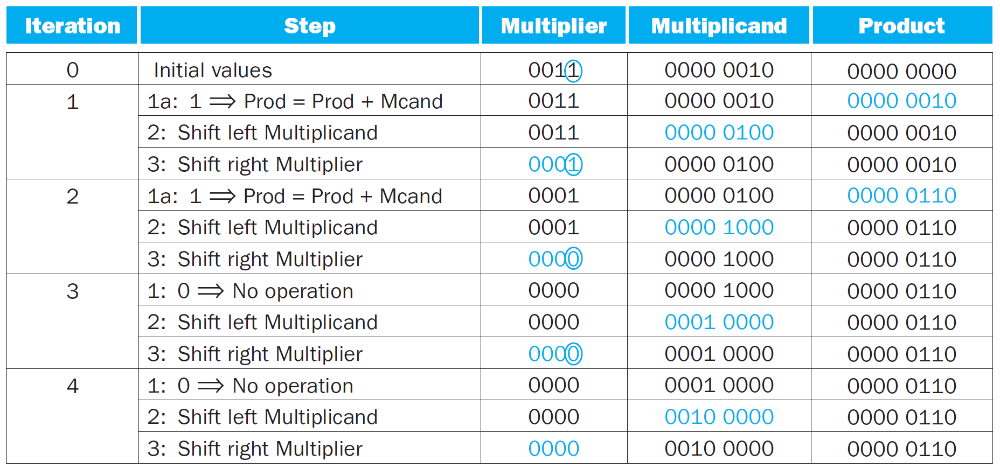 Iteration Step Multiplier Multiplicand Product
0 Initial values 0011 0000 0010 0000 0000
1 1a: 1 ⇒ Prod = Prod + Mcand 0011 0000 0010 0000 0010
2: Shift left Multiplicand 0011 0000 0100 0000 0010
3: Shift right Multiplier 0001 0000 0100 0000 0010
2 1a: 1 ⇒ Prod = Prod + Mcand 0001 0000 0100 0000 0110
2: Shift left Multiplicand 0001 0000 1000 0000 0110
3: Shift right Multiplier 0000 0000 1000 0000 0110
3 1: 0 ⇒ No operation 0000 0000 1000 0000 0110
2: Shift left Multiplicand 0000 0001 0000 0000 0110
3: Shift right Multiplier 0000 0001 0000 0000 0110
4 1: 0 ⇒ No operation 0000 0001 0000 0000 0110
2: Shift left Multiplicand 0000 0010 0000 0000 0110
3: Shift right Multiplier 0000 0010 0000 0000 0110